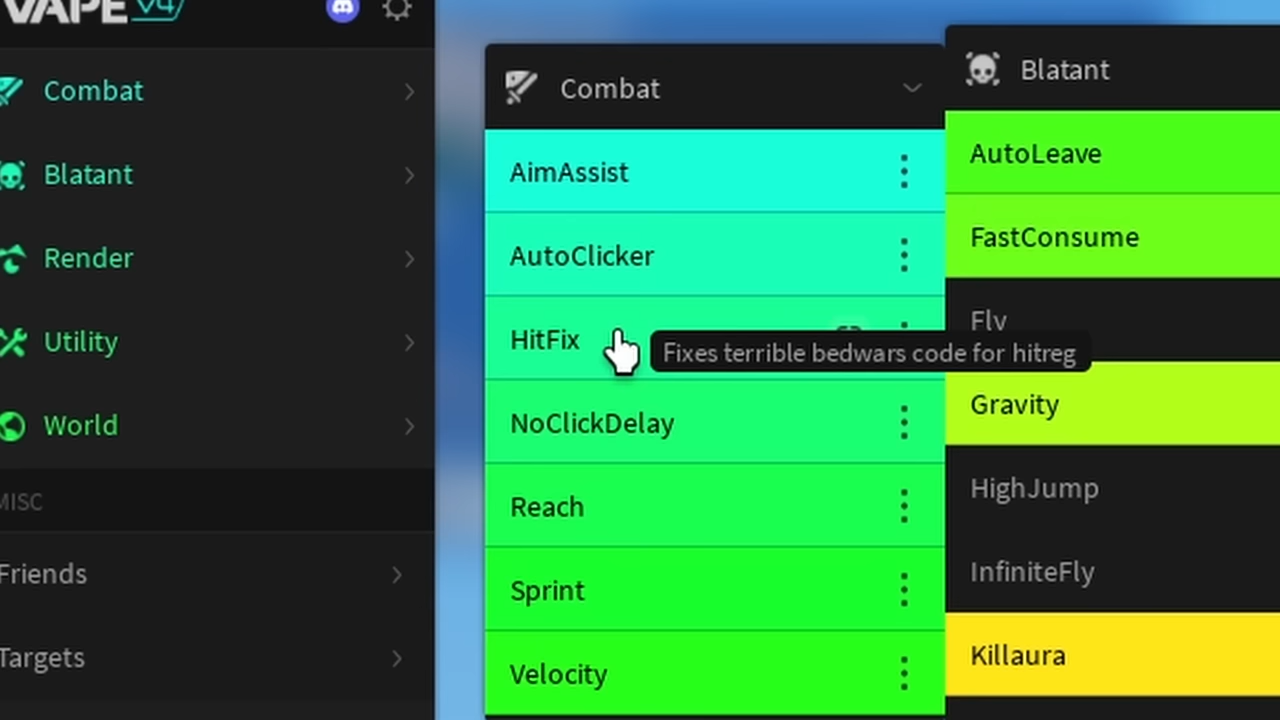 VAPE V4
Combat
Blatant
Render
Utility
World
MISC
Friends
Targets
Combat
AimAssist
AutoClicker
HitFix
Fixes terrible bedwars code for hitreg
NoClickDelay
Reach
Sprint
Velocity
Blatant
AutoLeave
FastConsume
Fly
Gravity
HighJump
InfiniteFly
Killaura